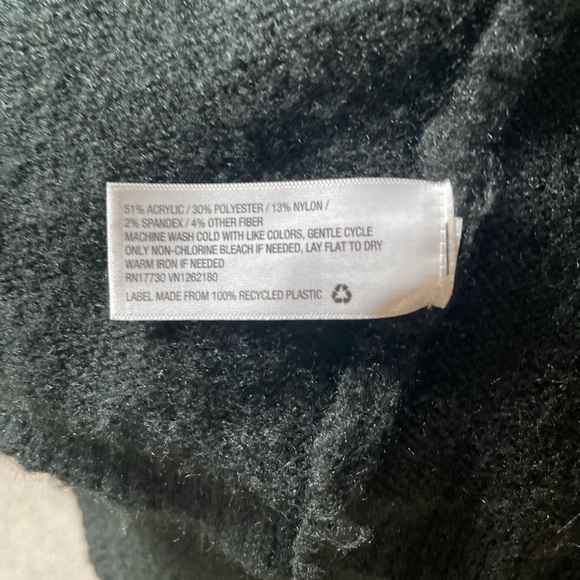 51% ACRYLIC / 30% POLYESTER / 13% NYLON /
2% SPANDEX / 4% OTHER FIBER
MACHINE WASH COLD WITH LIKE COLORS, GENTLE CYCLE
ONLY NON-CHLORINE BLEACH IF NEEDED, LAY FLAT TO DRY
WARM IRON IF NEEDED
RN17730 VN1262180
LABEL MADE FROM 100% RECYCLED PLASTIC